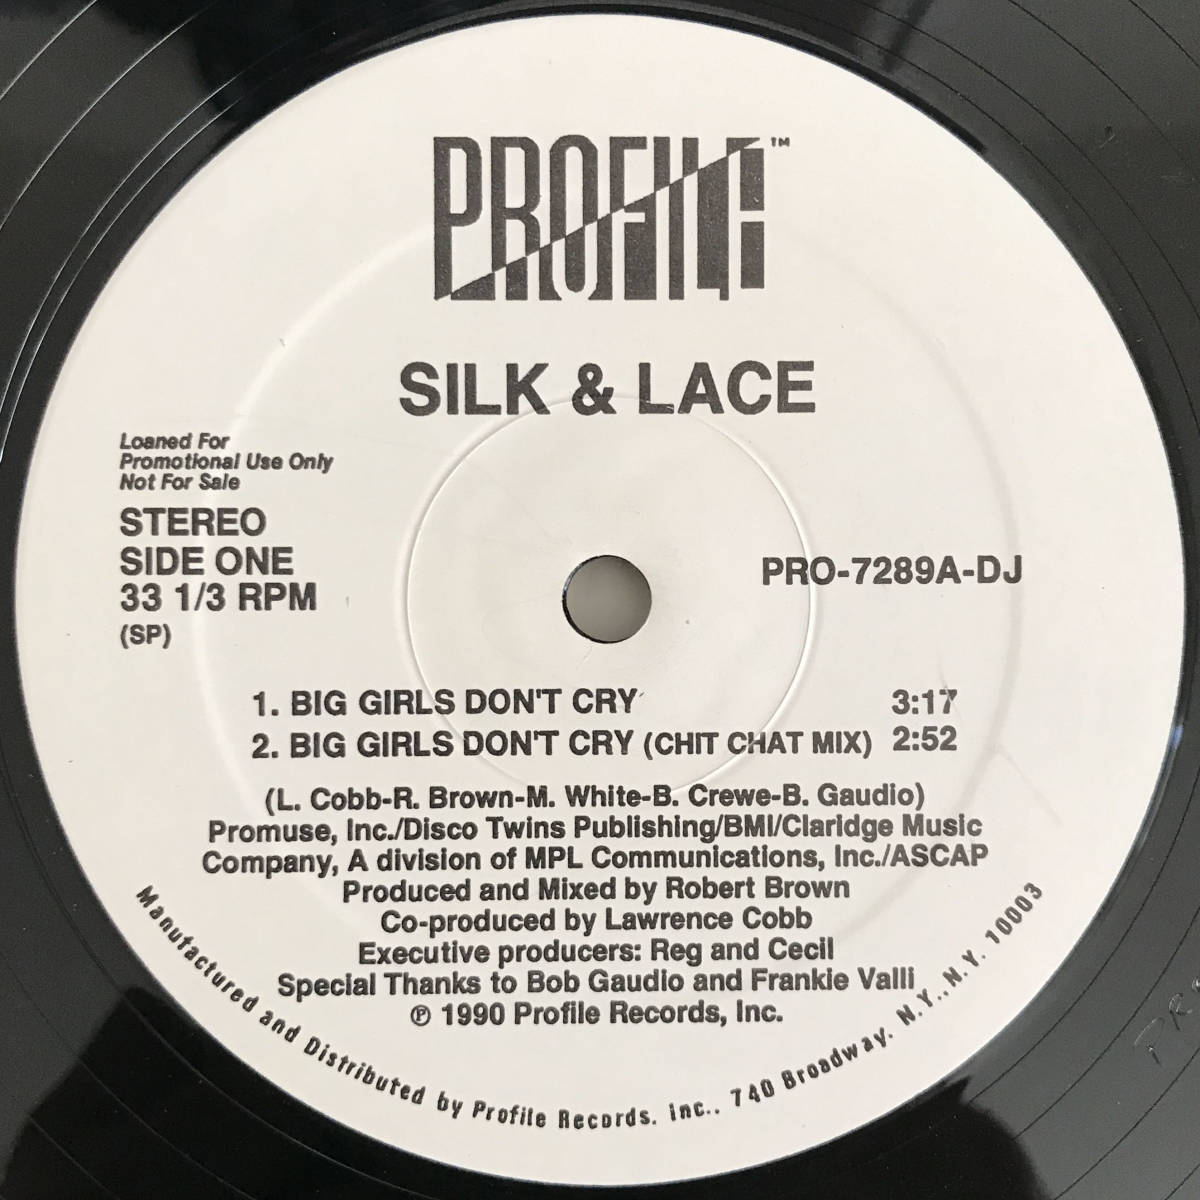 PROFILE™
SILK & LACE
Loaned For
Promotional Use Only
Not For Sale
STEREO
SIDE ONE
33 1/3 RPM
(SP)
PRO-7289A-DJ
1. BIG GIRLS DON'T CRY 3:17
2. BIG GIRLS DON'T CRY (CHIT CHAT MIX) 2:52
(L. Cobb-R. Brown-M. White-B. Crewe-B. Gaudio)
Promuse, Inc./Disco Twins Publishing/BMI/Claridge Music
Company, A division of MPL Communications, Inc./ASCAP
Produced and Mixed by Robert Brown
Co-produced by Lawrence Cobb
Executive producers: Reg and Cecil
Special Thanks to Bob Gaudio and Frankie Valli
℗ 1990 Profile Records, Inc.
Manufactured and Distributed by Profile Records, Inc., 740 Broadway, N.Y., N.Y. 10003